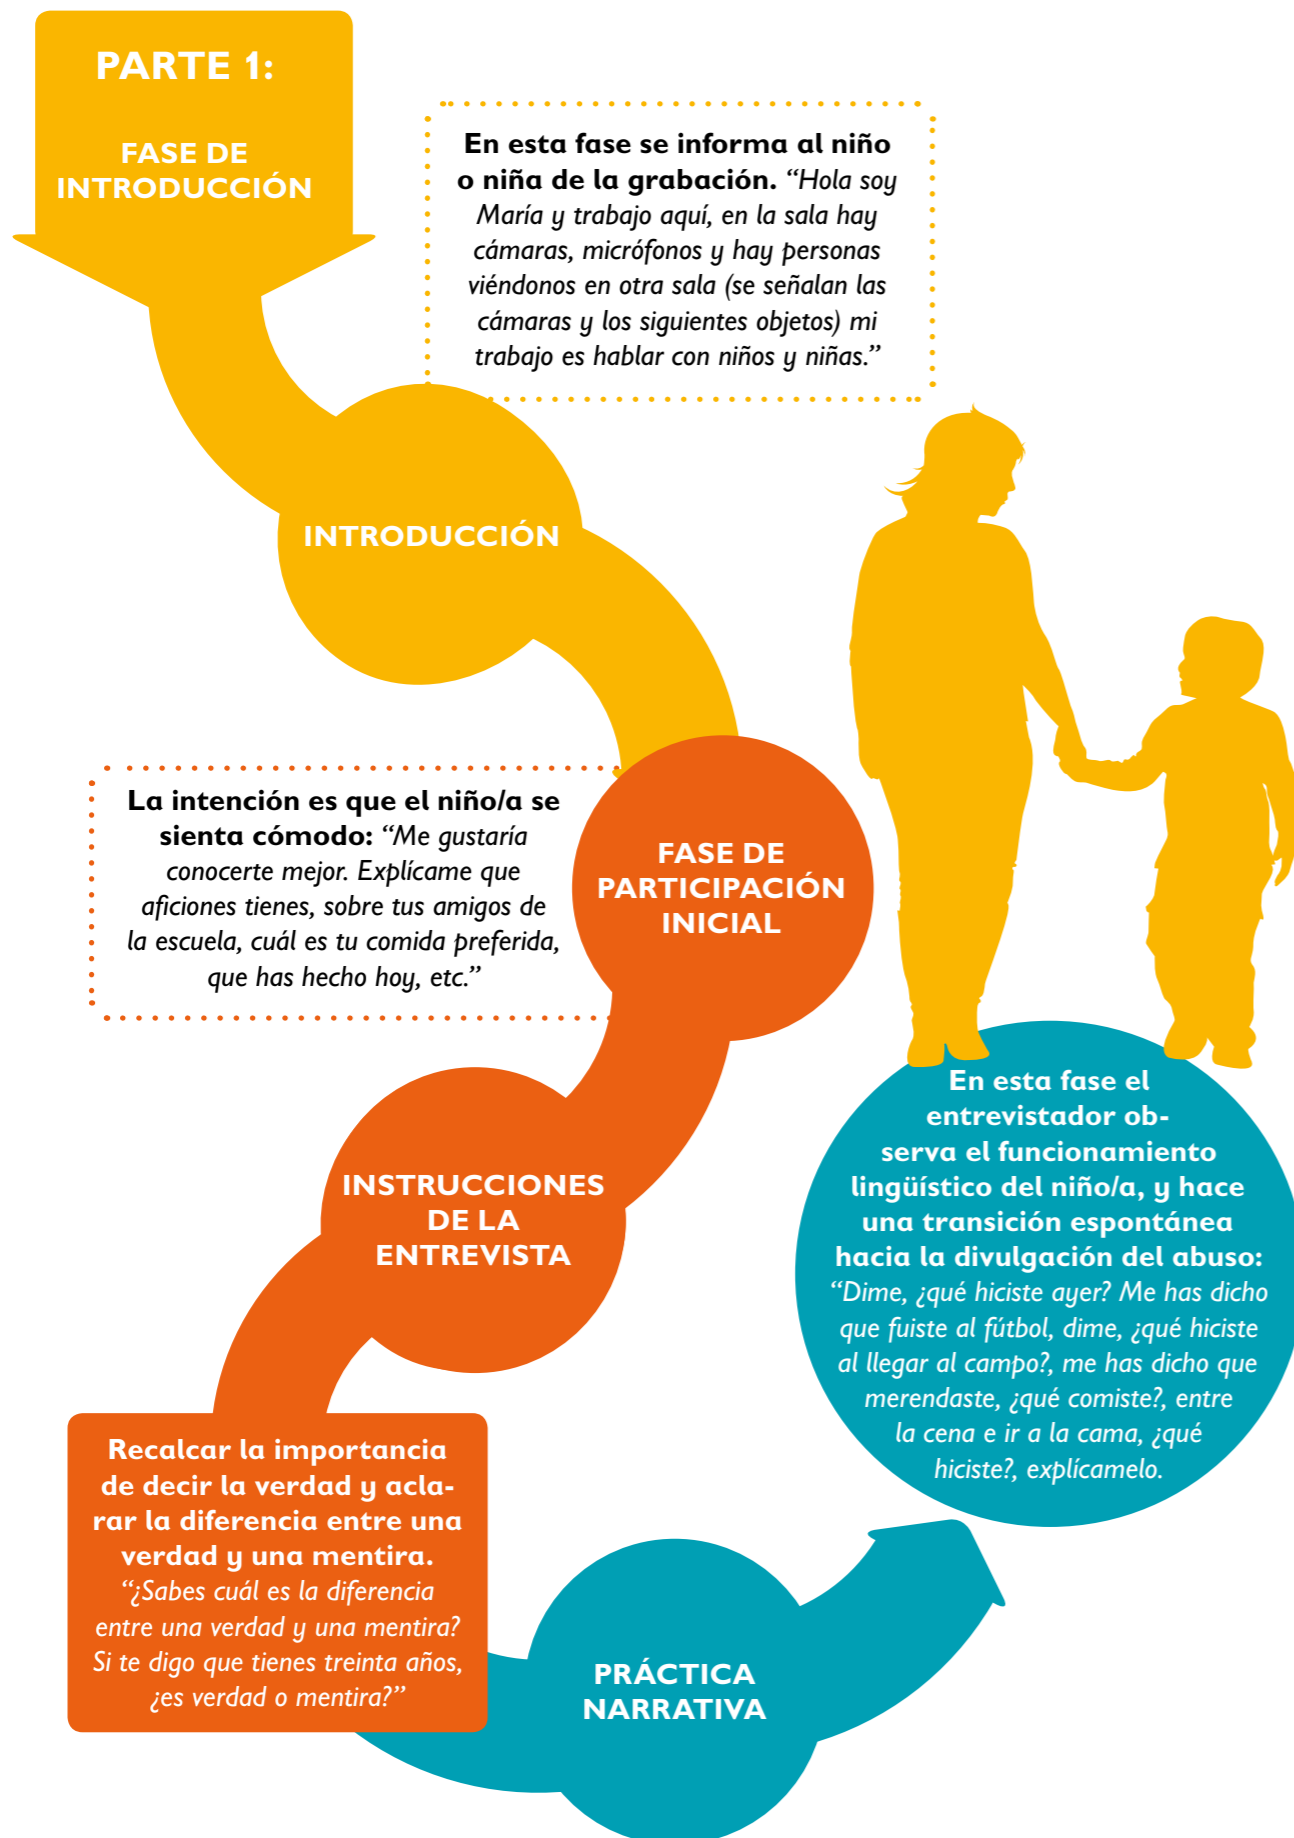 PARTE 1:
FASE DE
INTRODUCCIÓN
En esta fase se informa al niño
o niña de la grabación. “Hola soy
María y trabajo aquí, en la sala hay
cámaras, micrófonos y hay personas
viéndonos en otra sala (se señalan las
cámaras y los siguientes objetos) mi
trabajo es hablar con niños y niñas.”
INTRODUCCIÓN
La intención es que el niño/a se
sienta cómodo: “Me gustaría
conocerte mejor. Explícame que
aficiones tienes, sobre tus amigos de
la escuela, cuál es tu comida preferida,
que has hecho hoy, etc.”
FASE DE
PARTICIPACIÓN
INICIAL
INSTRUCCIONES
DE LA
ENTREVISTA
Recalcar la importancia
de decir la verdad y acla-
rar la diferencia entre una
verdad y una mentira.
“¿Sabes cuál es la diferencia
entre una verdad y una mentira?
Si te digo que tienes treinta años,
¿es verdad o mentira?”
PRÁCTICA
NARRATIVA
En esta fase el
entrevistador ob-
serva el funcionamiento
lingüístico del niño/a, y hace
una transición espontánea
hacia la divulgación del abuso:
“Dime, ¿qué hiciste ayer? Me has dicho
que fuiste al fútbol, dime, ¿qué hiciste
al llegar al campo?, me has dicho que
merendaste, ¿qué comiste?, entre
la cena e ir a la cama, ¿qué
hiciste?, explícamelo.